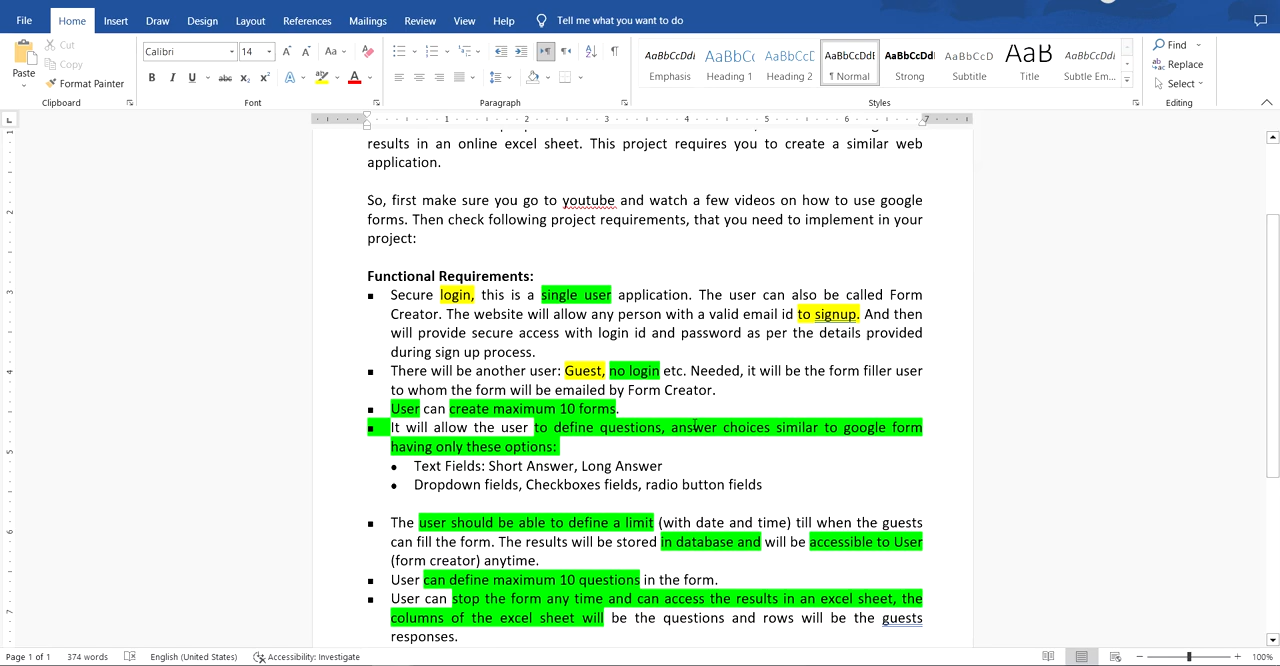 File Home Insert Draw Design Layout References Mailings Review View Help Tell me what you want to do
Paste
Cut
Copy
Format Painter
Clipboard
Calibri 14
Font
Paragraph
AaBbCcDdI AaBbCc AaBbCcC AaBbCcDdE AaBbCcDdI AaBbCcD AaB AaBbCcDdI
Emphasis Heading 1 Heading 2 ¶ Normal Strong Subtitle Title Subtle Em...
Styles
Find
Replace
Select
Editing
1 2 3 4 5 6 7
results in an online excel sheet. This project requires you to create a similar web
application.
So, first make sure you go to youtube and watch a few videos on how to use google
forms. Then check following project requirements, that you need to implement in your
project:
Functional Requirements:
▪ Secure login, this is a single user application. The user can also be called Form
Creator. The website will allow any person with a valid email id to signup. And then
will provide secure access with login id and password as per the details provided
during sign up process.
▪ There will be another user: Guest, no login etc. Needed, it will be the form filler user
to whom the form will be emailed by Form Creator.
▪ User can create maximum 10 forms.
▪ It will allow the user to define questions, answer choices similar to google form
having only these options:
• Text Fields: Short Answer, Long Answer
• Dropdown fields, Checkboxes fields, radio button fields
▪ The user should be able to define a limit (with date and time) till when the guests
can fill the form. The results will be stored in database and will be accessible to User
(form creator) anytime.
▪ User can define maximum 10 questions in the form.
▪ User can stop the form any time and can access the results in an excel sheet, the
columns of the excel sheet will be the questions and rows will be the guests
responses.
Page 1 of 1 374 words English (United States) Accessibility: Investigate 100%